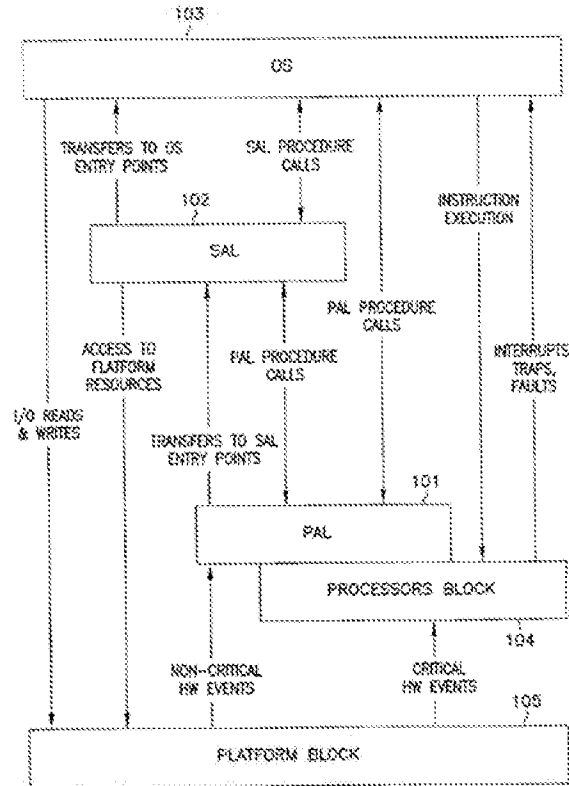 103
OS
TRANSFERS TO OS
ENTRY POINTS
SAL PROCEDURE
CALLS
102
INSTRUCTION
EXECUTION
SAL
PAL PROCEDURE
CALLS
ACCESS TO
PLATFORM
RESOURCES
PAL PROCEDURE
CALLS
INTERRUPTS
TRAPS,
FAULTS
I/O READS
& WRITES
TRANSFERS TO SAL
ENTRY POINTS
101
PAL
PROCESSORS BLOCK
104
NON-CRITICAL
HW EVENTS
CRITICAL
HW EVENTS
105
PLATFORM BLOCK